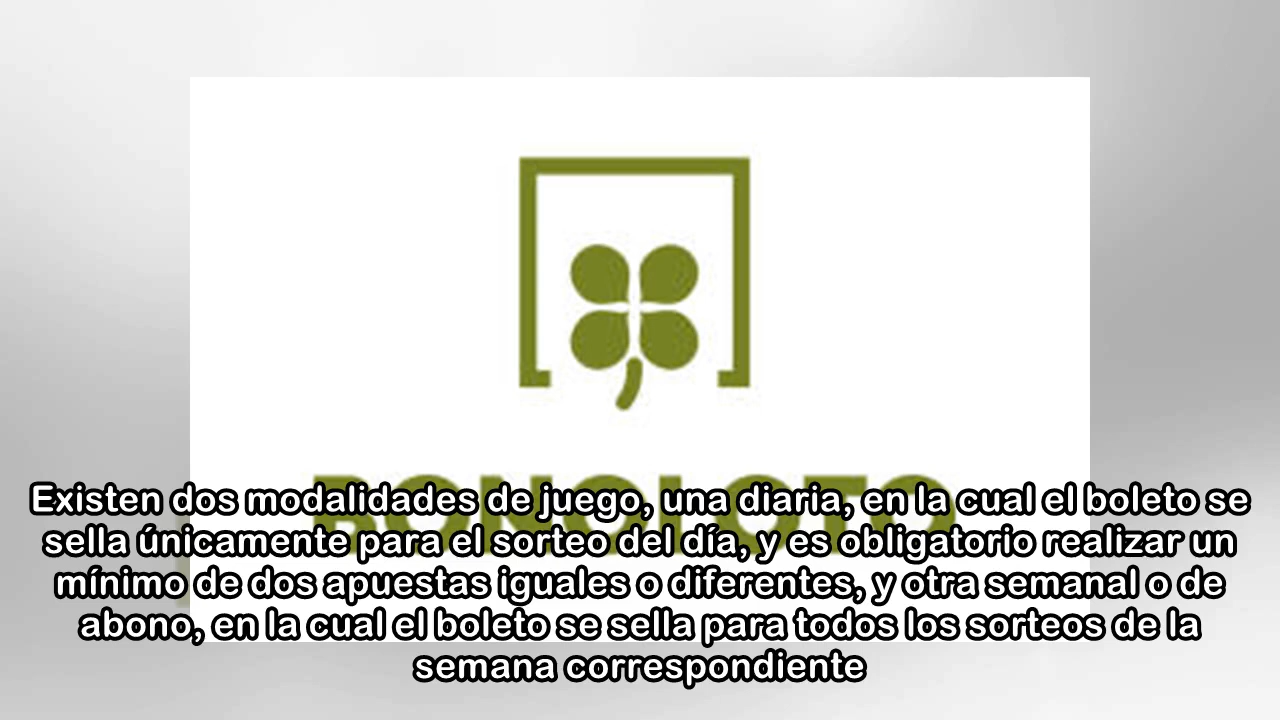 BONOLOTO
Existen dos modalidades de juego, una diaria, en la cual el boleto se
sella únicamente para el sorteo del día, y es obligatorio realizar un
mínimo de dos apuestas iguales o diferentes, y otra semanal o de
abono, en la cual el boleto se sella para todos los sorteos de la
semana correspondiente